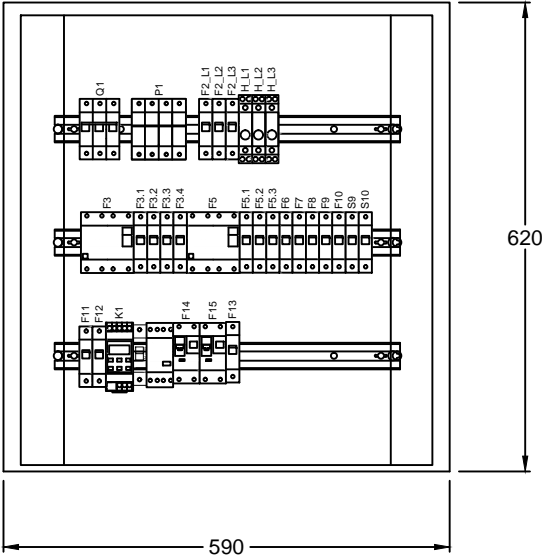 Q1 P1 F2_L1 F2_L2 F2_L3 H_L1 H_L2 H_L3
F3 F3.1 F3.2 F3.3 F3.4 F5 F5.1 F5.2 F5.3 F6 F7 F8 F9 F10 S9 S10
620
F11 F12 K1 F14 F15 F13
590